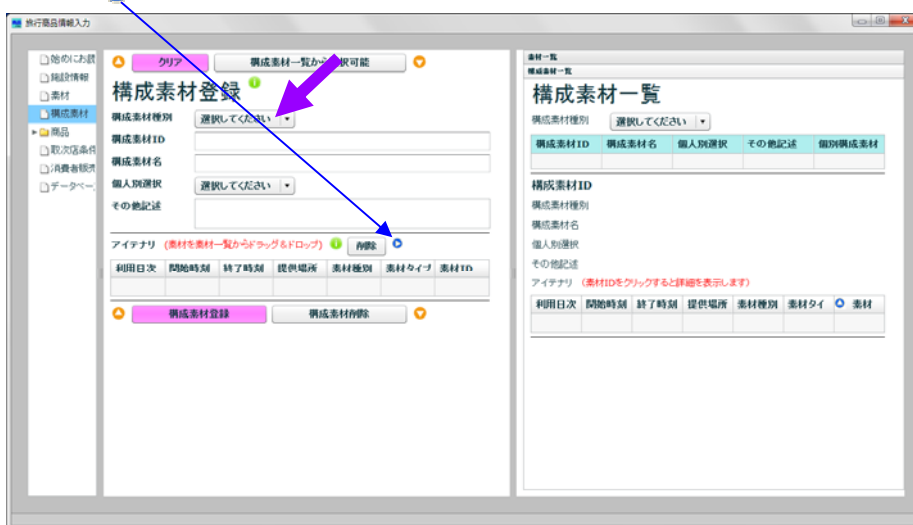 旅行商品情報入力
始めにお読
施設情報
素材
構成素材
商品
取次店条件
消費者販売
データベー
クリア
構成素材一覧か 択可能
構成素材登録
構成素材種別 選択してください
構成素材ID
構成素材名
個人別選択 選択してください
その他記述
アイテナリ (素材を素材一覧からドラッグ&ドロップ) 削除
利用日次 開始時刻 終了時刻 提供場所 素材種別 素材タイプ 素材ID
構成素材登録 構成素材削除
素材一覧
構成素材一覧
構成素材一覧
構成素材種別 選択してください
構成素材ID 構成素材名 個人別選択 その他記述 個別構成素材
構成素材ID
構成素材種別
構成素材名
個人別選択
その他記述
アイテナリ (素材IDをクリックすると詳細を表示します)
利用日次 開始時刻 終了時刻 提供場所 素材種別 素材タイ 素材